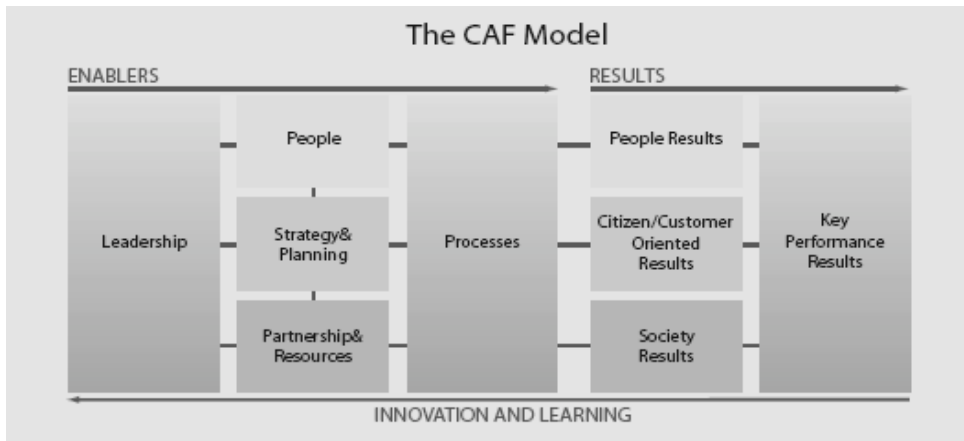 The CAF Model
ENABLERS
RESULTS
Leadership
People
Strategy&
Planning
Partnership&
Resources
Processes
People Results
Citizen/Customer
Oriented
Results
Society
Results
Key
Performance
Results
INNOVATION AND LEARNING